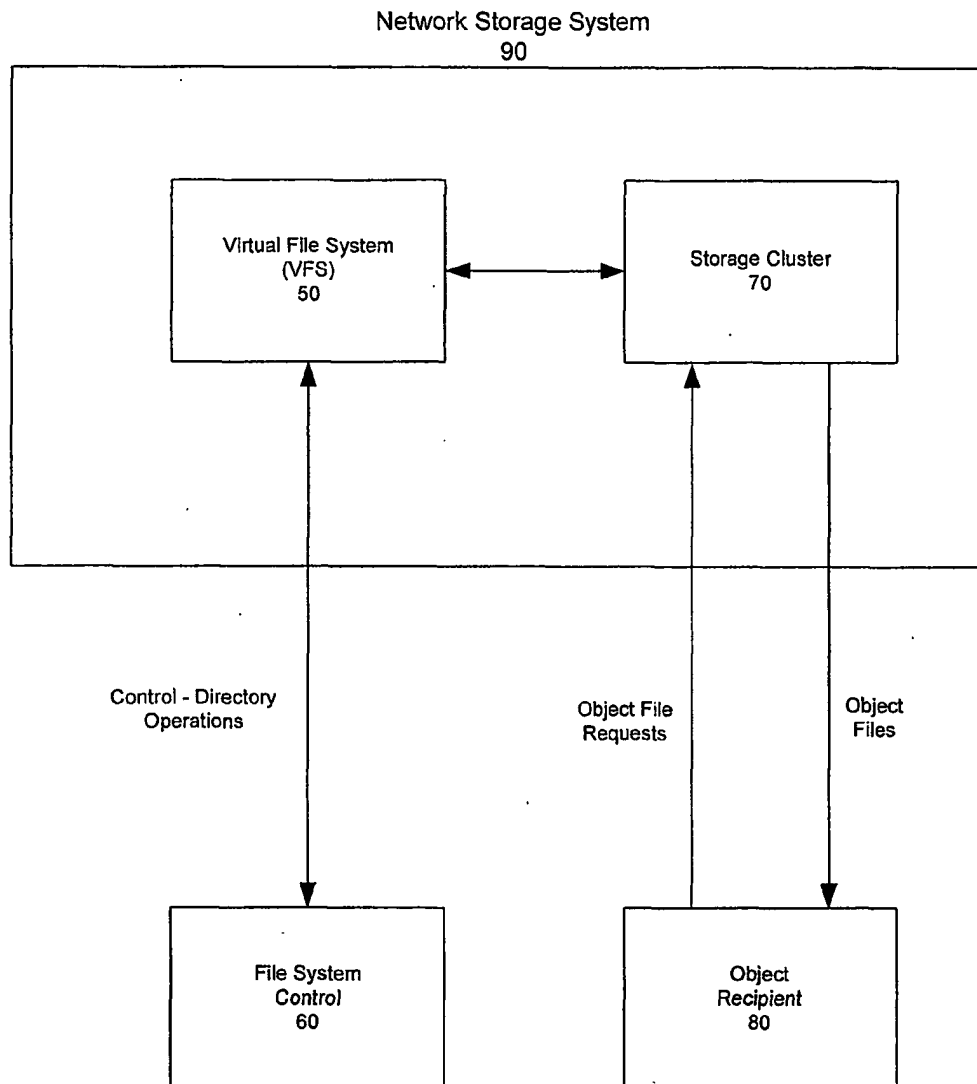 Network Storage System
90
Virtual File System
(VFS)
50
Storage Cluster
70
Control - Directory
Operations
Object File
Requests
Object
Files
File System
Control
60
Object
Recipient
80